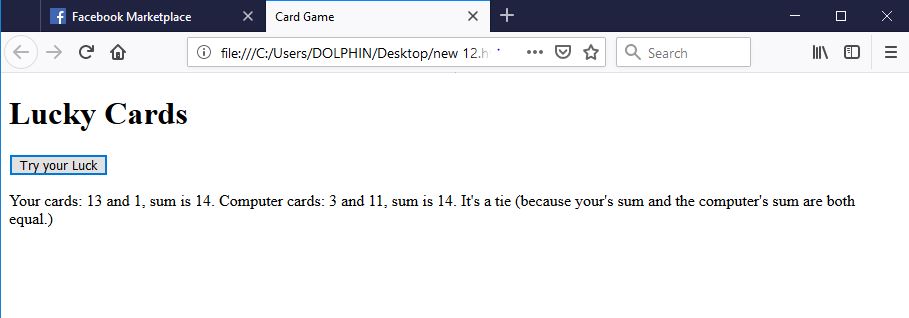 Facebook Marketplace
Card Game
file:///C:/Users/DOLPHIN/Desktop/new 12.h
Search
Lucky Cards
Try your Luck
Your cards: 13 and 1, sum is 14. Computer cards: 3 and 11, sum is 14. It's a tie (because your's sum and the computer's sum are both
equal.)